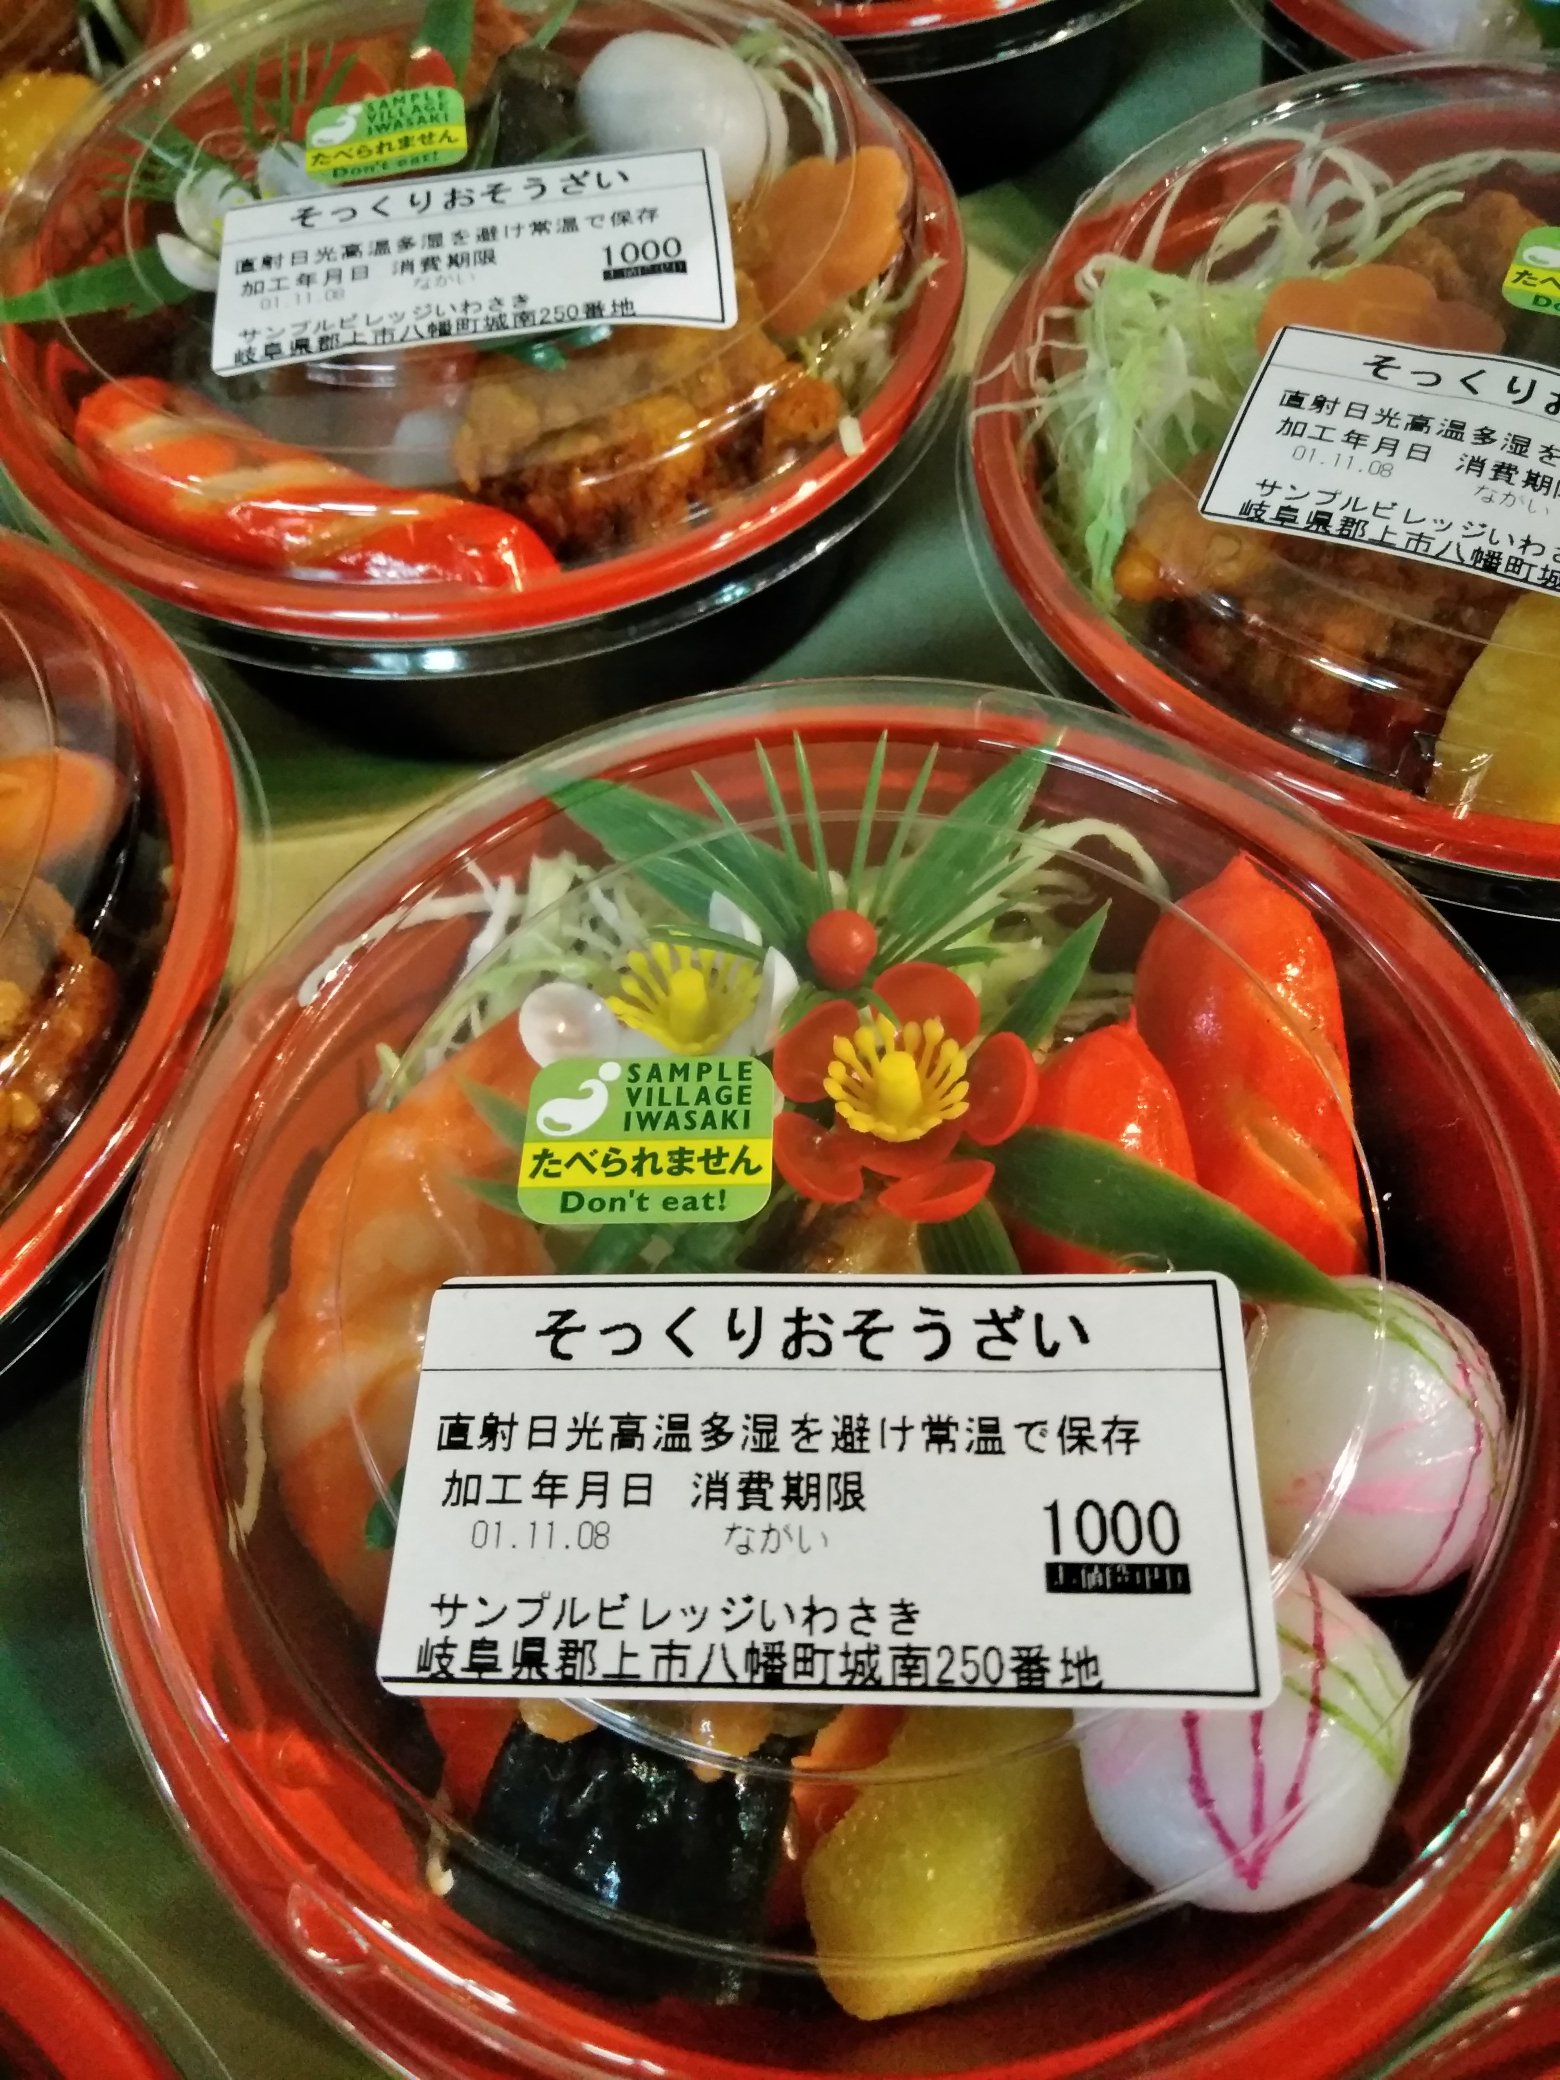 SAMPLE
VILLAGE
IWASAKI
たべられません
Don't eat!
そっくりおそうざい
直射日光高温多湿を避け常温で保存
加工年月日 消費期限
1000
01.11.08 ながい
サンプルビレッジいわさき
岐阜県郡上市八幡町城南250番地
たべ
Do
そっくりお
直射日光高温多湿を
加工年月日 消費期
01.11.08 ながい
サンプルビレッジいわさ
岐阜県郡上市八幡町城
SAMPLE
VILLAGE
IWASAKI
たべられません
Don't eat!
そっくりおそうざい
直射日光高温多湿を避け常温で保存
加工年月日 消費期限
01.11.08 ながい
1000
サンプルビレッジいわさき
岐阜県郡上市八幡町城南250番地